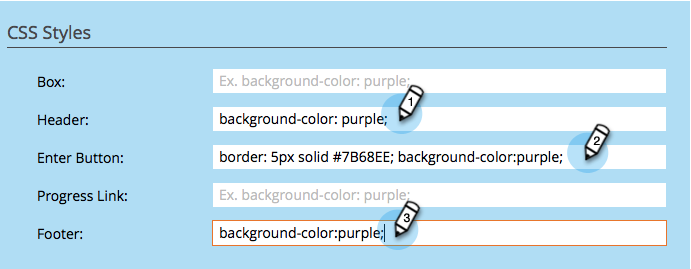 CSS Styles
Box: Ex. background-color: purple;
Header: background-color: purple; 1
Enter Button: border: 5px solid #7B68EE; background-color:purple; 2
Progress Link: Ex. background-color: purple;
Footer: background-color:purple; 3